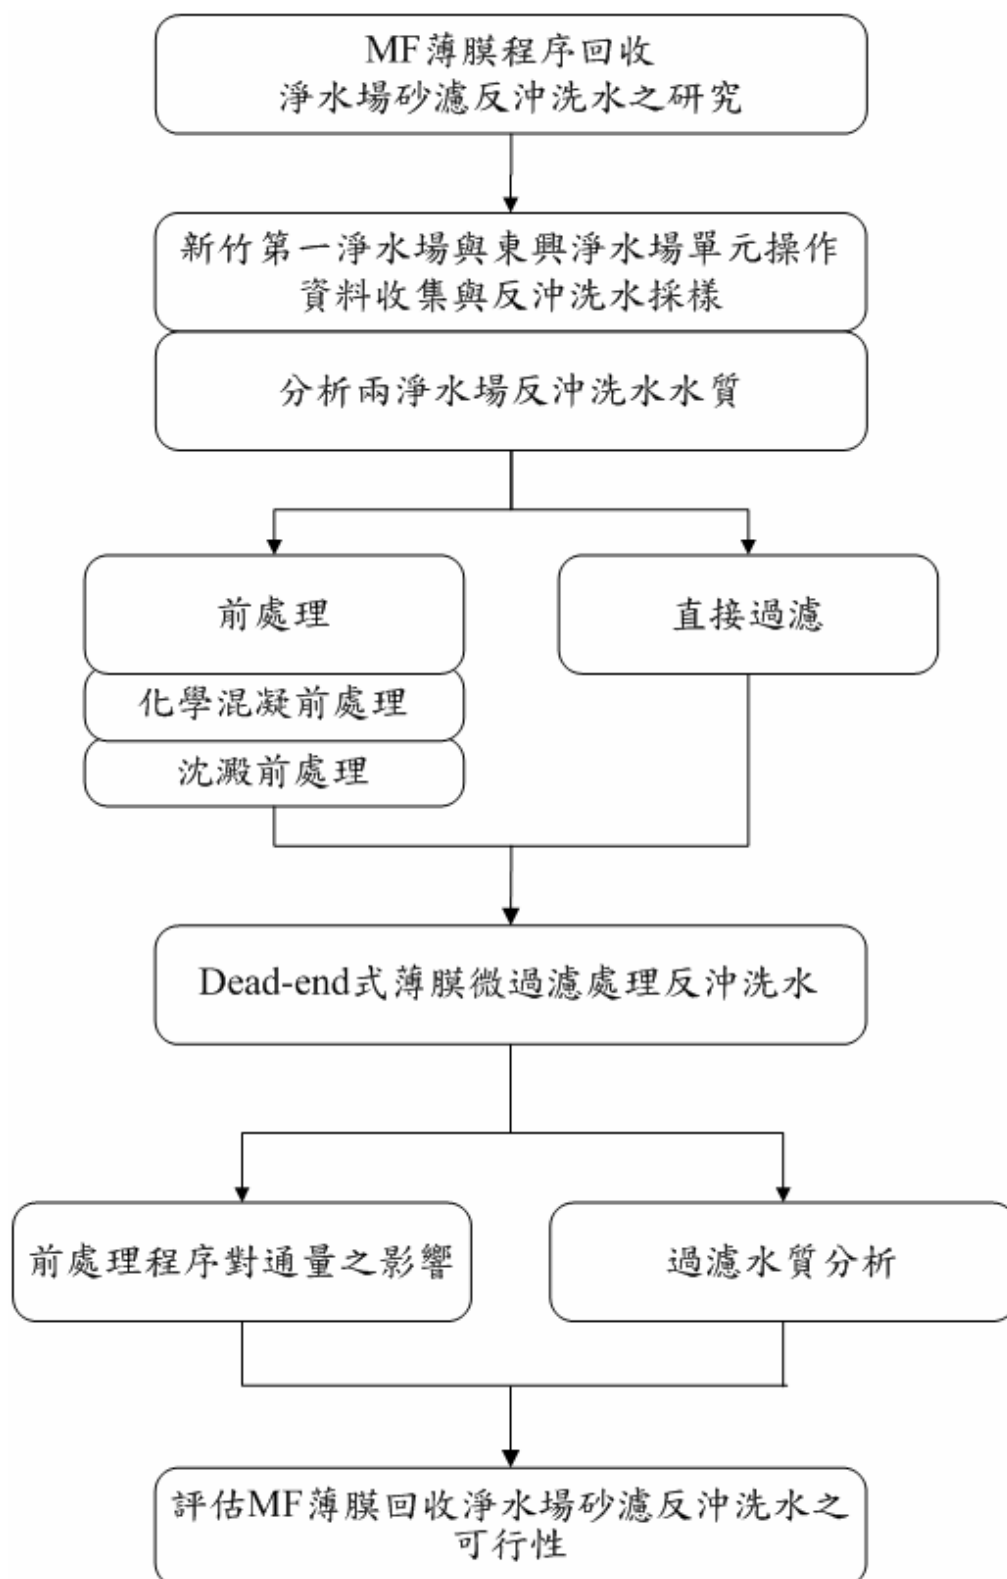 MF薄膜程序回收
淨水場砂濾反沖洗水之研究
新竹第一淨水場與東興淨水場單元操作
資料收集與反沖洗水採樣
分析兩淨水場反沖洗水水質
前處理
直接過濾
化學混凝前處理
沈澱前處理
Dead-end式薄膜微過濾處理反沖洗水
前處理程序對通量之影響
過濾水質分析
評估MF薄膜回收淨水場砂濾反沖洗水之
可行性